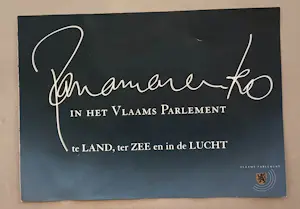 Panamarenko
IN HET VLAAMS PARLEMENT
te LAND, ter ZEE en in de LUCHT
VLAAMS PARLEMENT